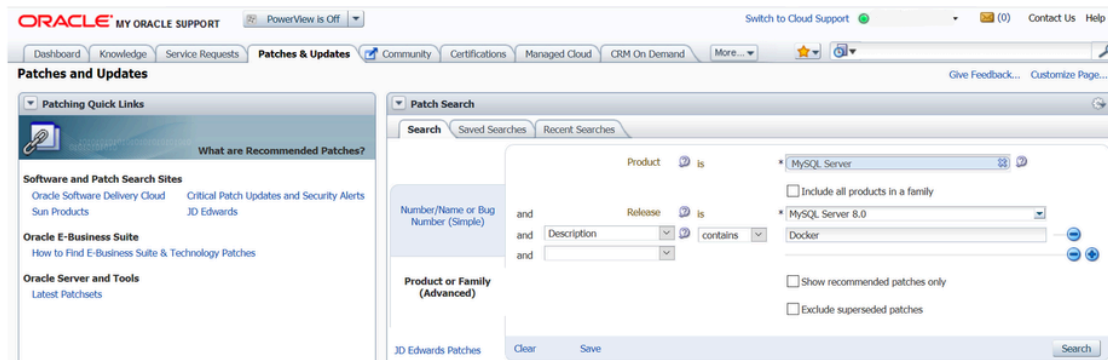 ORACLE® MY ORACLE SUPPORT PowerView is Off Switch to Cloud Support (0) Contact Us Help
Dashboard Knowledge Service Requests Patches & Updates Community Certifications Managed Cloud CRM On Demand More...
Patches and Updates Give Feedback... Customize Page...
Patching Quick Links
What are Recommended Patches?
Software and Patch Search Sites
Oracle Software Delivery Cloud Critical Patch Updates and Security Alerts
Sun Products JD Edwards
Oracle E-Business Suite
How to Find E-Business Suite & Technology Patches
Oracle Server and Tools
Latest Patchsets
Patch Search
Search Saved Searches Recent Searches
Number/Name or Bug
Number (Simple)
Product or Family
(Advanced)
JD Edwards Patches
Product is * MySQL Server
Include all products in a family
and Release is * MySQL Server 8.0
and Description contains Docker
and
Show recommended patches only
Exclude superseded patches
Clear Save Search